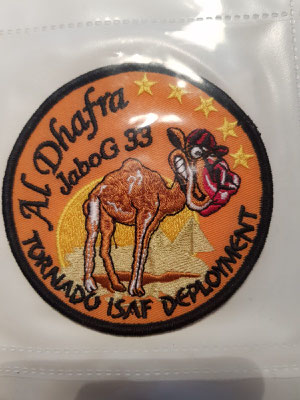 Al Dhafra
JaboG 33
TORNADO ISAF DEPLOYMENT